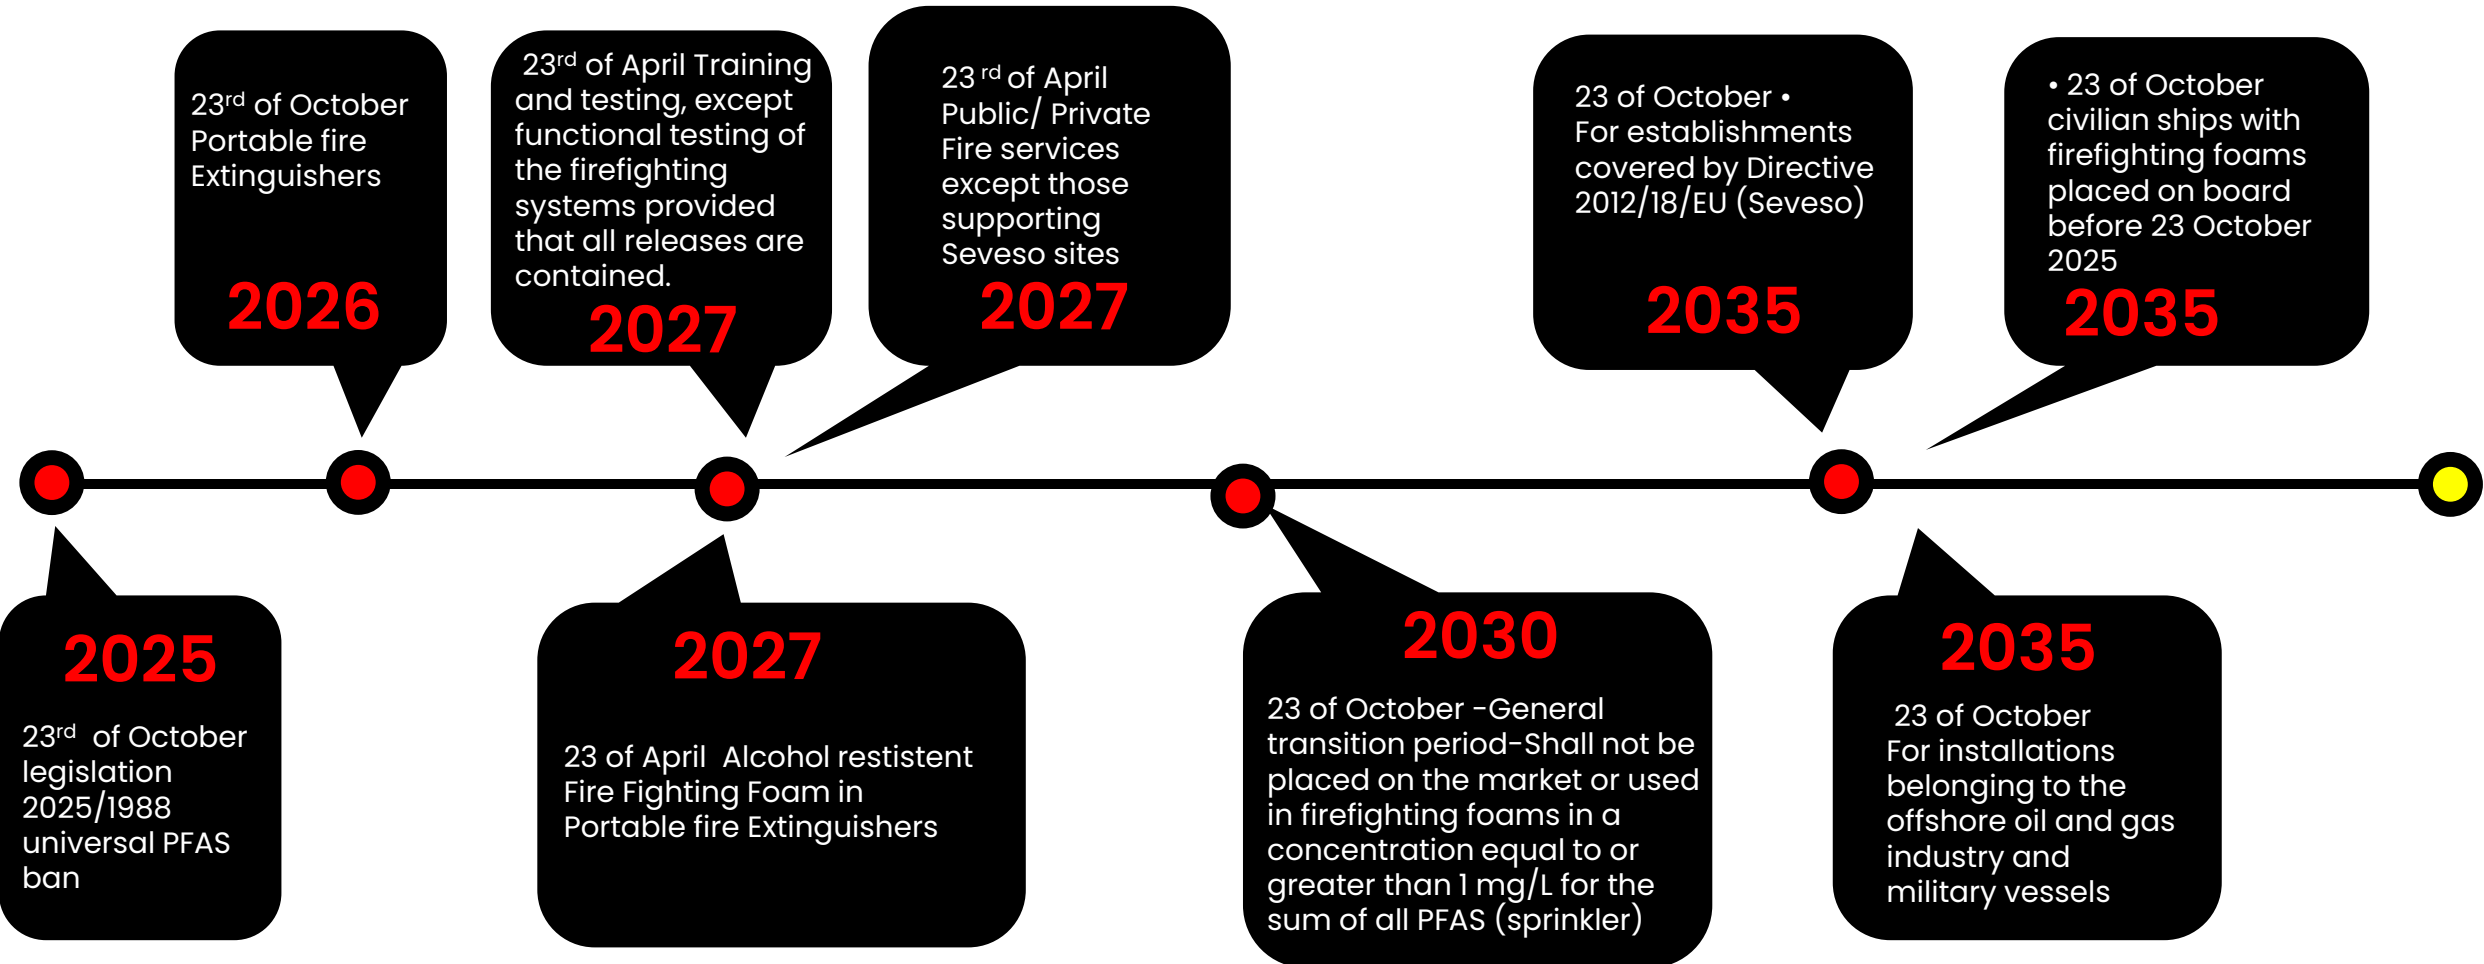 23rd of October
Portable fire
Extinguishers
2026
23rd of April Training
and testing, except
functional testing of
the firefighting
systems provided
that all releases are
contained.
2027
23 rd of April
Public/ Private
Fire services
except those
supporting
Seveso sites
2027
23 of October •
For establishments
covered by Directive
2012/18/EU (Seveso)
2035
• 23 of October
civilian ships with
firefighting foams
placed on board
before 23 October
2025
2035
2025
23rd of October
legislation
2025/1988
universal PFAS
ban
2027
23 of April Alcohol restistent
Fire Fighting Foam in
Portable fire Extinguishers
2030
23 of October -General
transition period-Shall not be
placed on the market or used
in firefighting foams in a
concentration equal to or
greater than 1 mg/L for the
sum of all PFAS (sprinkler)
2035
23 of October
For installations
belonging to the
offshore oil and gas
industry and
military vessels